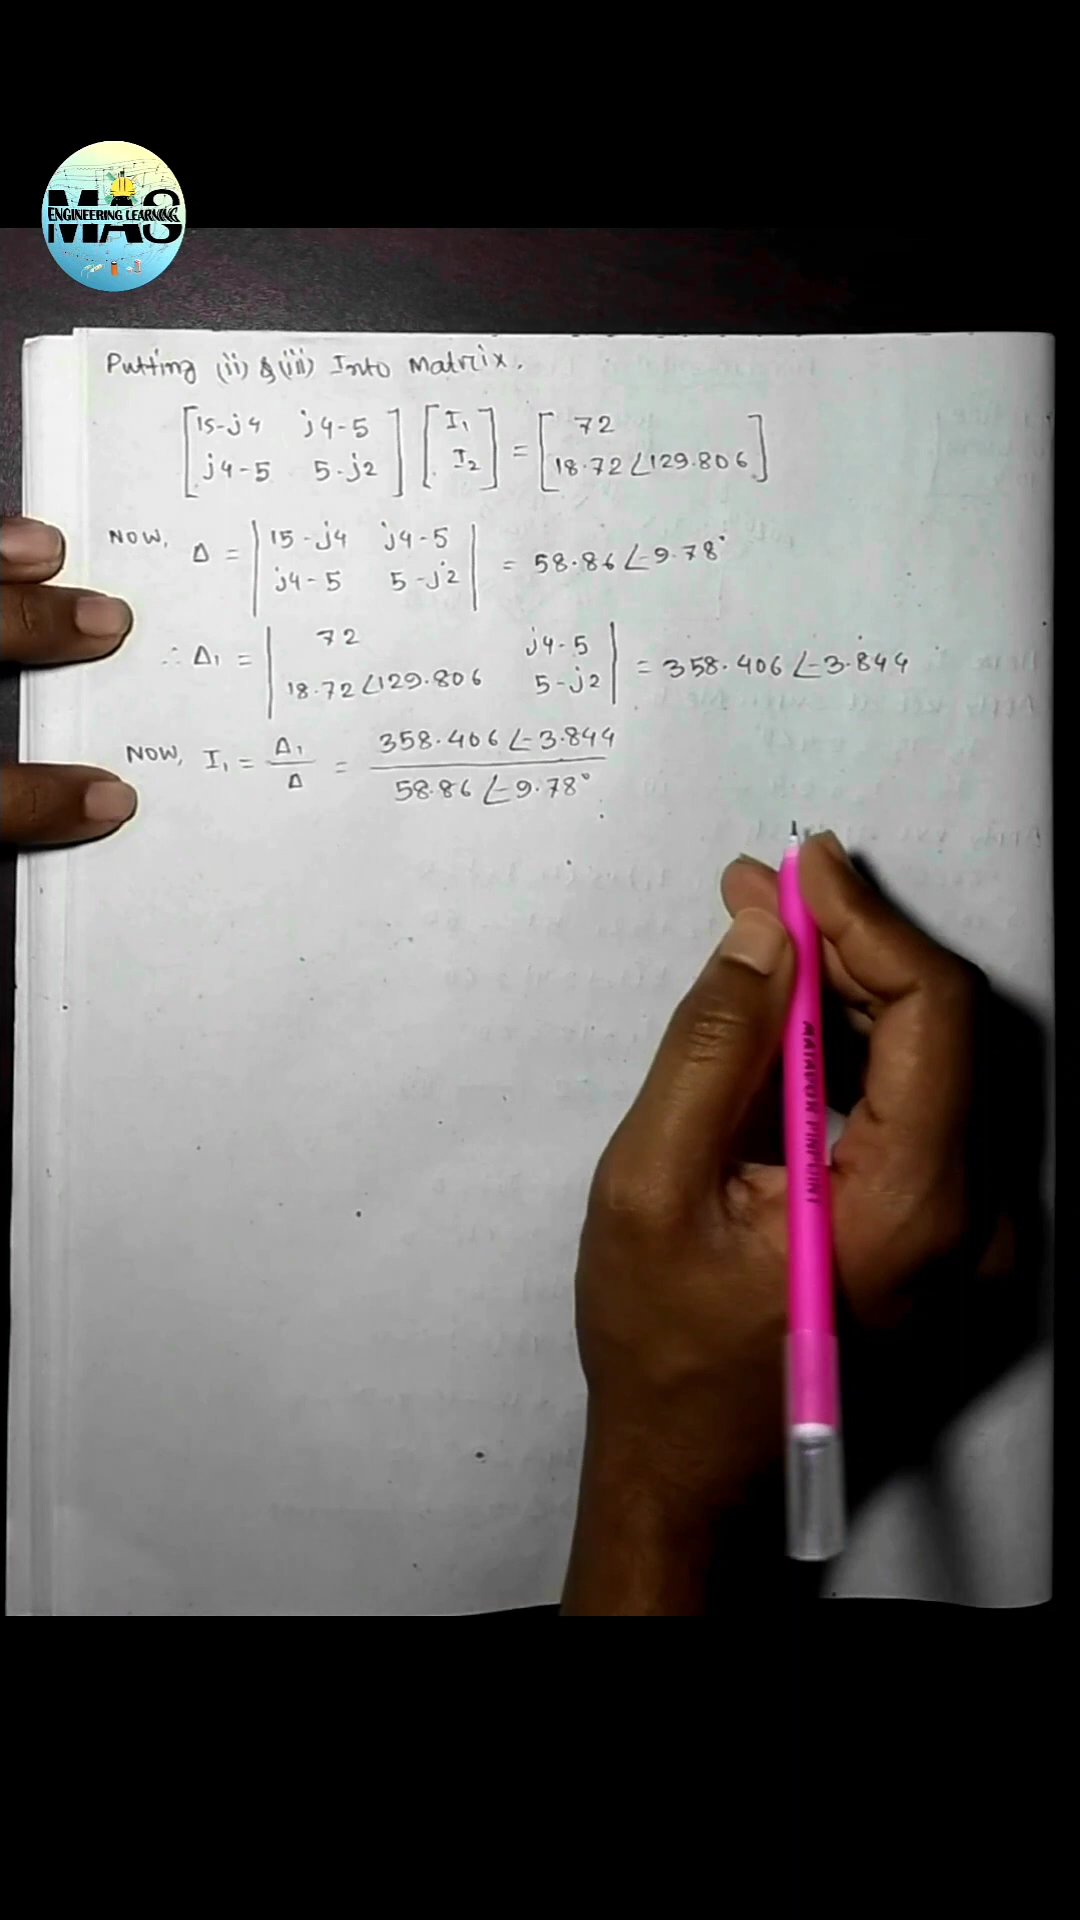 MAS
ENGINEERING LEARNING
Putting (ii) & (iii) Into Matrix.
[15-j4 j4-5] [I₁] = [72]
[j4-5 5-j2] [I₂] [18.72∠129.806]
NOW, Δ = |15-j4 j4-5| = 58.86∠-9.78°
|j4-5 5-j2|
∴ Δ₁ = |72 j4-5| = 358.406∠-3.844
|18.72∠129.806 5-j2|
NOW, I₁ = Δ₁/Δ = 358.406∠-3.844 / 58.86∠-9.78°
MATADOR PINPOINT